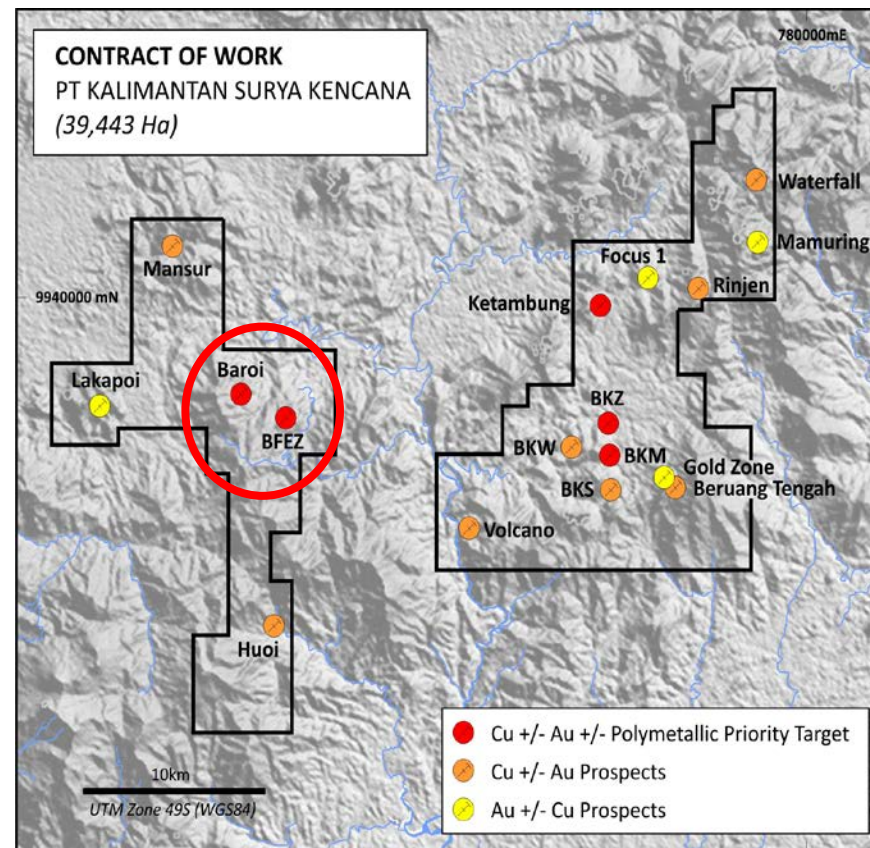 780000mE
CONTRACT OF WORK
PT KALIMANTAN SURYA KENCANA
(39,443 Ha)
Waterfall
Mamuring
Mansur
Focus 1
Rinjen
9940000 mN
Ketambung
Baroi
Lakapoi
BFEZ
BKZ
BKW
BKM
Gold Zone
BKS
Beruang Tengah
Volcano
Huoi
Cu +/- Au +/- Polymetallic Priority Target
Cu +/- Au Prospects
Au +/- Cu Prospects
10km
UTM Zone 49S (WGS84)